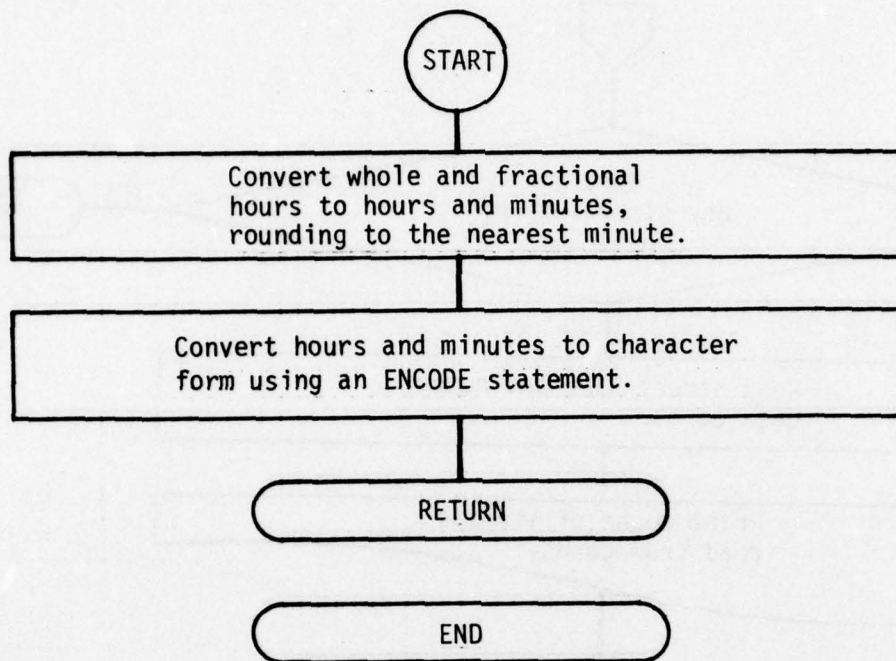 START
Convert whole and fractional
hours to hours and minutes,
rounding to the nearest minute.
Convert hours and minutes to character
form using an ENCODE statement.
RETURN
END